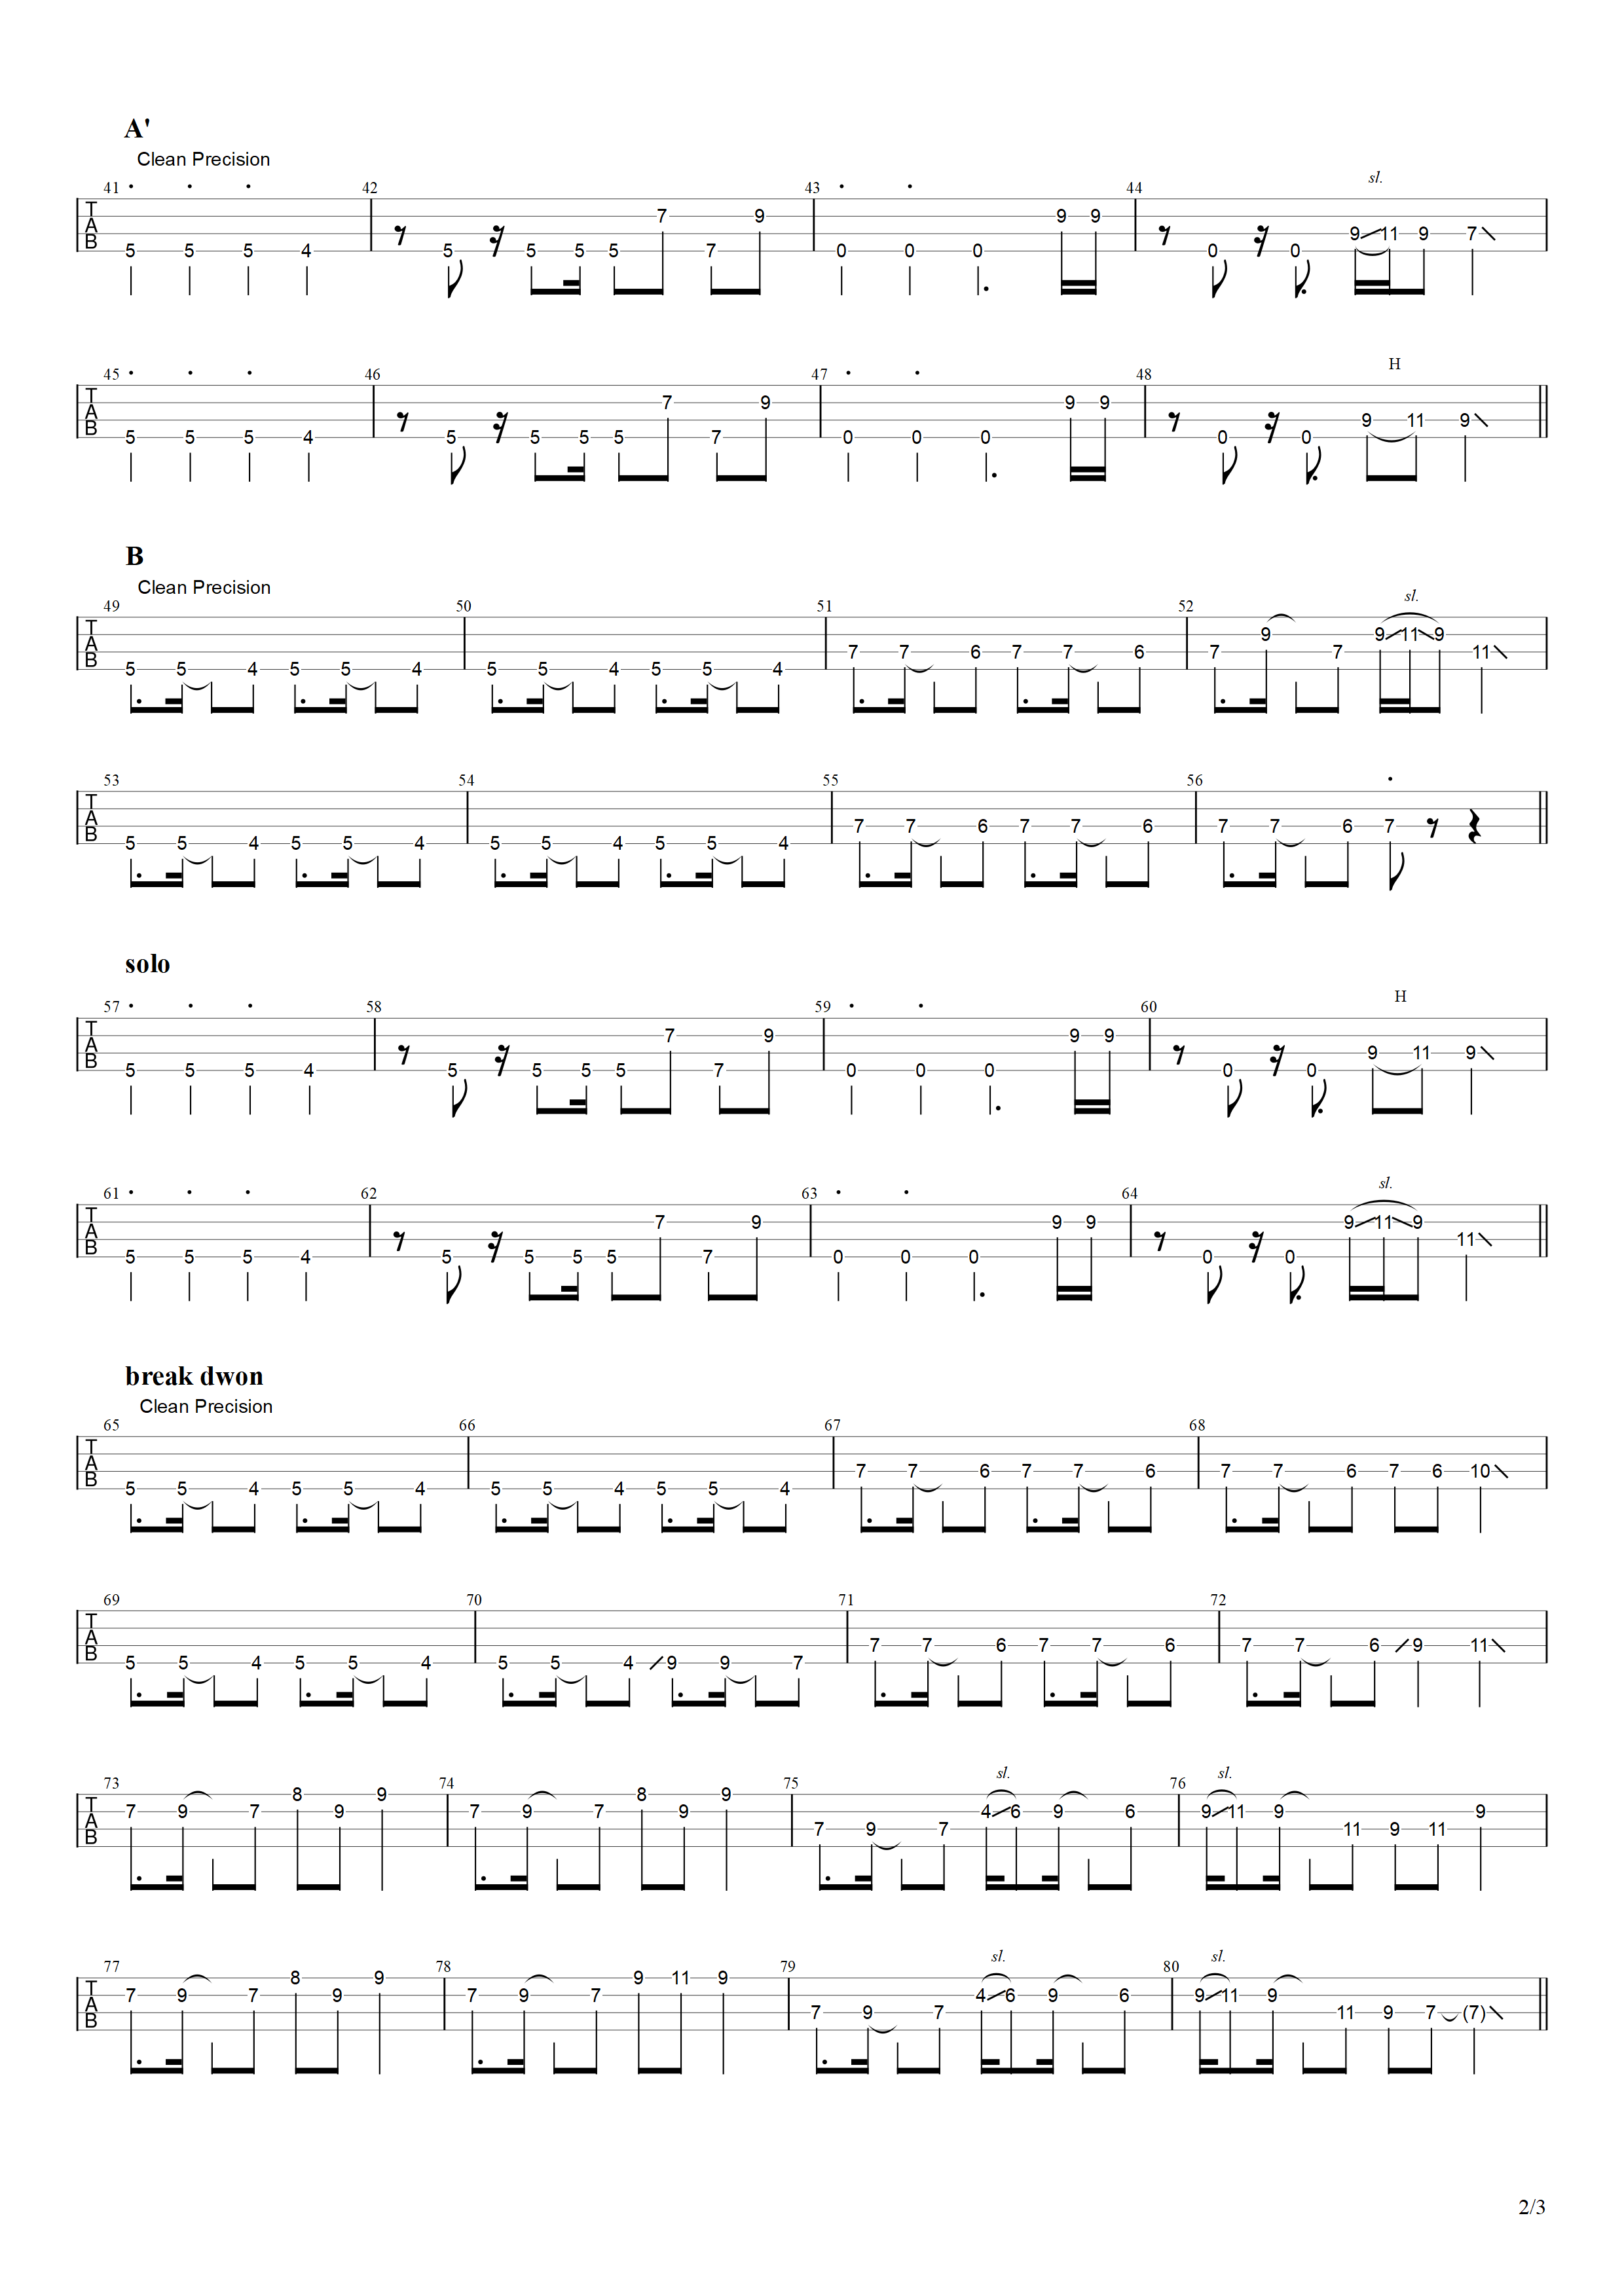 A'
Clean Precision
41 42 43 44 sl.
T
A
B
5 5 5 4 5 5 5 5 7 7 9 0 0 0 9 9 0 0 9 11 9 7
45 46 47 48 H
T
A
B
5 5 5 4 5 5 5 5 7 7 9 0 0 0 9 9 0 0 9 11 9
B
Clean Precision
49 50 51 52 sl.
T
A
B
5 5 4 5 5 4 5 5 4 5 5 4 7 7 6 7 7 6 7 9 7 9 11 9 11
53 54 55 56
T
A
B
5 5 4 5 5 4 5 5 4 5 5 4 7 7 6 7 7 6 7 7 6 7
solo
57 58 59 60 H
T
A
B
5 5 5 4 5 5 5 5 7 7 9 0 0 0 9 9 0 0 9 11 9
61 62 63 64 sl.
T
A
B
5 5 5 4 5 5 5 5 7 7 9 0 0 0 9 9 0 0 9 11 9 11
break dwon
Clean Precision
65 66 67 68
T
A
B
5 5 4 5 5 4 5 5 4 5 5 4 7 7 6 7 7 6 7 7 6 7 6 10
69 70 71 72
T
A
B
5 5 4 5 5 4 5 5 4 9 9 7 7 7 6 7 7 6 7 7 6 9 11
73 74 75 sl. 76 sl.
T
A
B
7 9 7 8 9 9 7 9 7 8 9 9 7 9 7 4 6 9 6 9 11 9 11 9 11 9
77 78 79 sl. 80 sl.
T
A
B
7 9 7 8 9 9 7 9 7 9 11 9 7 9 7 4 6 9 6 9 11 9 11 9 7 (7)
2/3